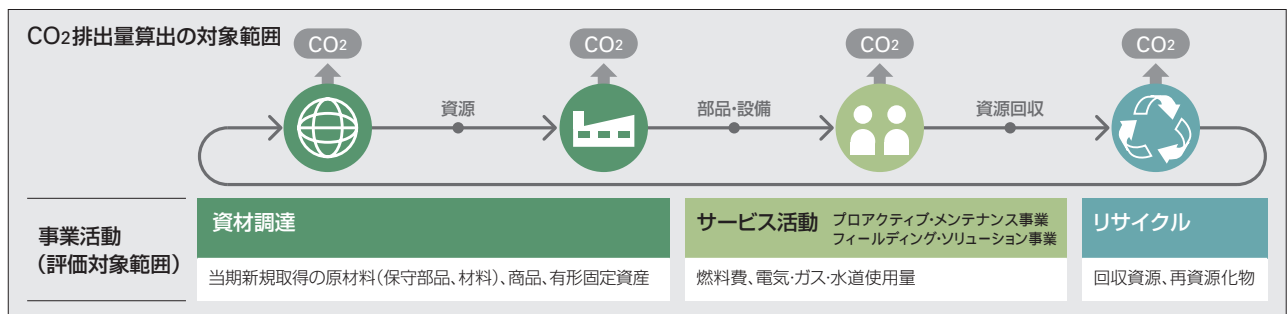 CO2排出量算出の対象範囲
CO2
CO2
CO2
CO2
資源
部品・設備
資源回収
事業活動
(評価対象範囲)
資材調達
当期新規取得の原材料(保守部品、材料)、商品、有形固定資産
サービス活動
プロアクティブ・メンテナンス事業
フィールディング・ソリューション事業
燃料費、電気・ガス・水道使用量
リサイクル
回収資源、再資源化物